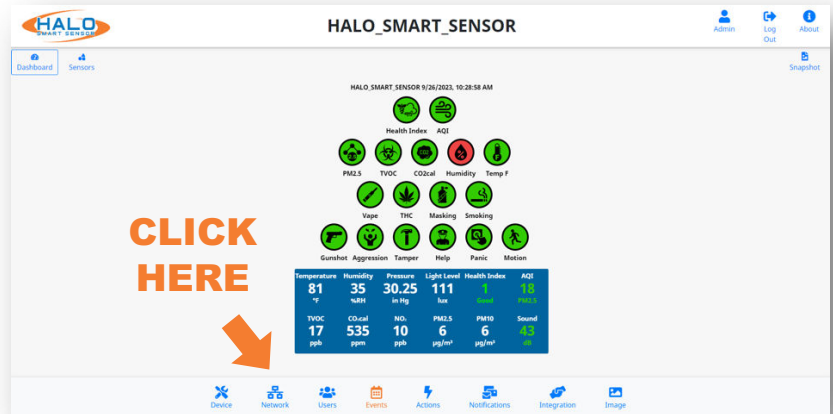 HALO
SMART SENSOR
HALO_SMART_SENSOR
Admin
Log
Out
About
Dashboard
Sensors
Snapshot
HALO_SMART_SENSOR 9/26/2023, 10:28:58 AM
Health Index AQI
CO2
PM2.5 TVOC CO2cal Humidity Temp F
Vape THC Masking Smoking
Gunshot Aggression Tamper Help Panic Motion
CLICK
HERE
Temperature Humidity Pressure Light Level Health Index AQI
81 35 30.25 111 1 18
°F %RH in Hg lux Good PM2.5
TVOC CO₂cal NO₂ PM2.5 PM10 Sound
17 535 10 6 6 43
ppb ppm ppb µg/m³ µg/m³ dB
Device Network Users Events Actions Notifications Integration Image